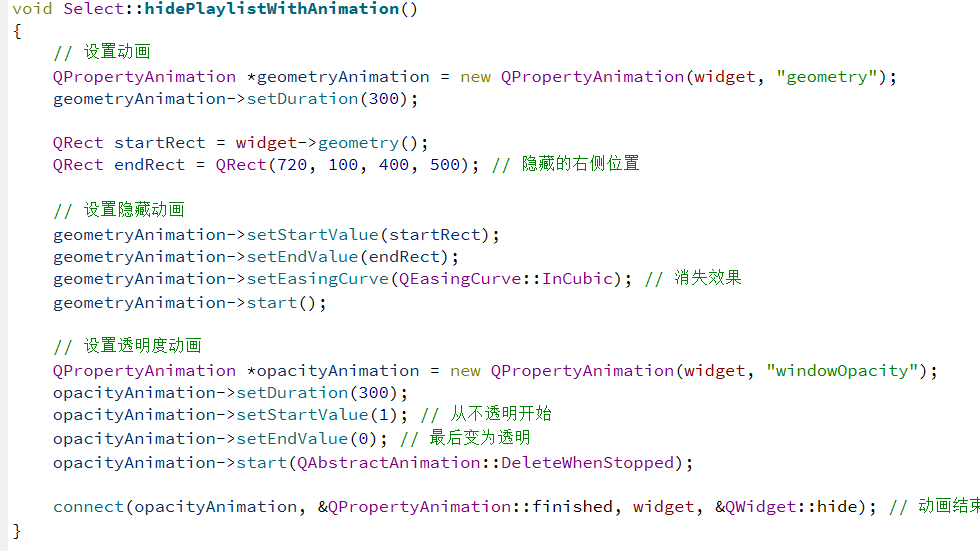 void Select::hidePlaylistWithAnimation()
{
    // 设置动画
    QPropertyAnimation *geometryAnimation = new QPropertyAnimation(widget, "geometry");
    geometryAnimation->setDuration(300);
    QRect startRect = widget->geometry();
    QRect endRect = QRect(720, 100, 400, 500); // 隐藏的右侧位置
    // 设置隐藏动画
    geometryAnimation->setStartValue(startRect);
    geometryAnimation->setEndValue(endRect);
    geometryAnimation->setEasingCurve(QEasingCurve::InCubic); // 消失效果
    geometryAnimation->start();
    // 设置透明度动画
    QPropertyAnimation *opacityAnimation = new QPropertyAnimation(widget, "windowOpacity");
    opacityAnimation->setDuration(300);
    opacityAnimation->setStartValue(1); // 从不透明开始
    opacityAnimation->setEndValue(0); // 最后变为透明
    opacityAnimation->start(QAbstractAnimation::DeleteWhenStopped);
    connect(opacityAnimation, &QPropertyAnimation::finished, widget, &QWidget::hide); // 动画结束
}